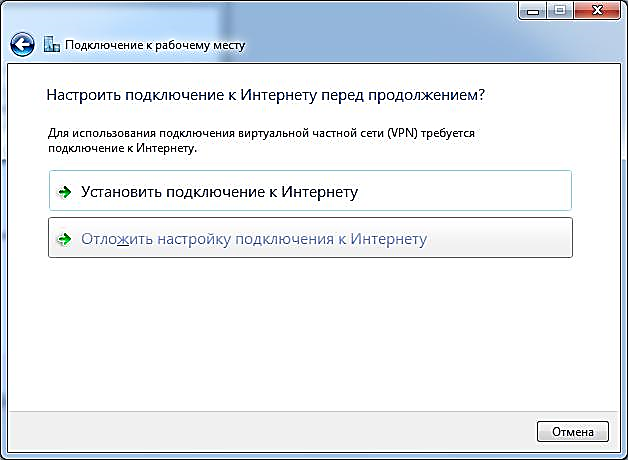 Подключение к рабочему месту
Настроить подключение к Интернету перед продолжением?
Для использования подключения виртуальной частной сети (VPN) требуется
подключение к Интернету.
Установить подключение к Интернету
Отложить настройку подключения к Интернету
Отмена